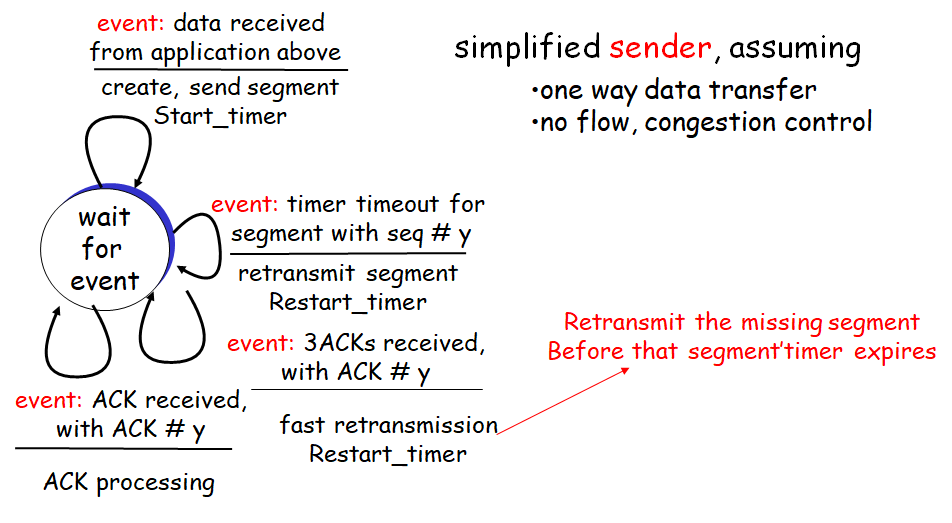 event: data received
from application above
create, send segment
Start_timer
simplified sender, assuming
•one way data transfer
•no flow, congestion control
wait
for
event
event: timer timeout for
segment with seq # y
retransmit segment
Restart_timer
event: 3ACKs received,
with ACK # y
fast retransmission
Restart_timer
Retransmit the missing segment
Before that segment'timer expires
event: ACK received,
with ACK # y
ACK processing